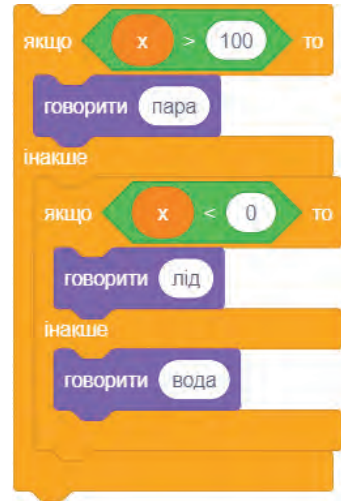 якщо x > 100 то
говорити пара
інакше
якщо x < 0 то
говорити лід
інакше
говорити вода